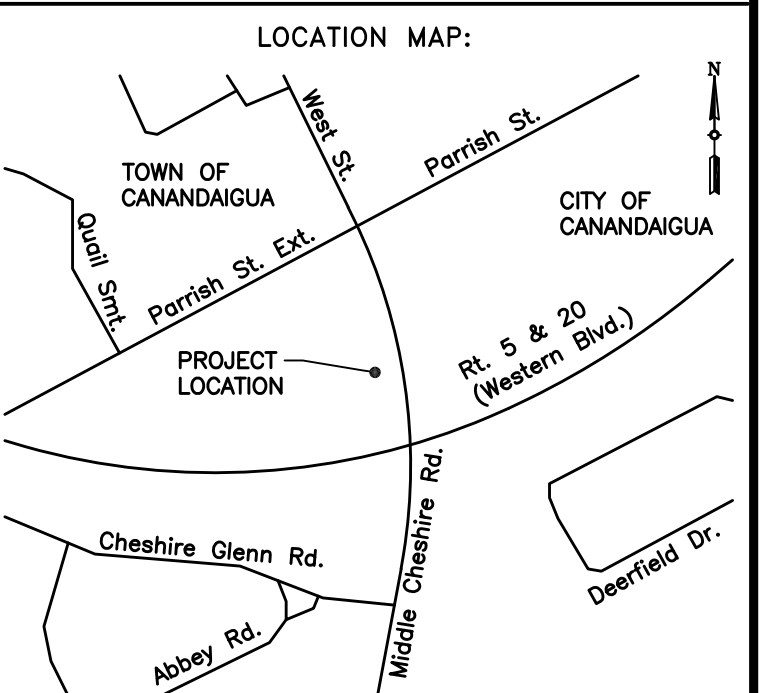 LOCATION MAP:
N
West St.
Parrish St.
TOWN OF
CANANDAIGUA
CITY OF
CANANDAIGUA
Quail Smt.
Parrish St. Ext.
Rt. 5 & 20
(Western Blvd.)
PROJECT
LOCATION
Middle Cheshire Rd.
Cheshire Glenn Rd.
Deerfield Dr.
Abbey Rd.